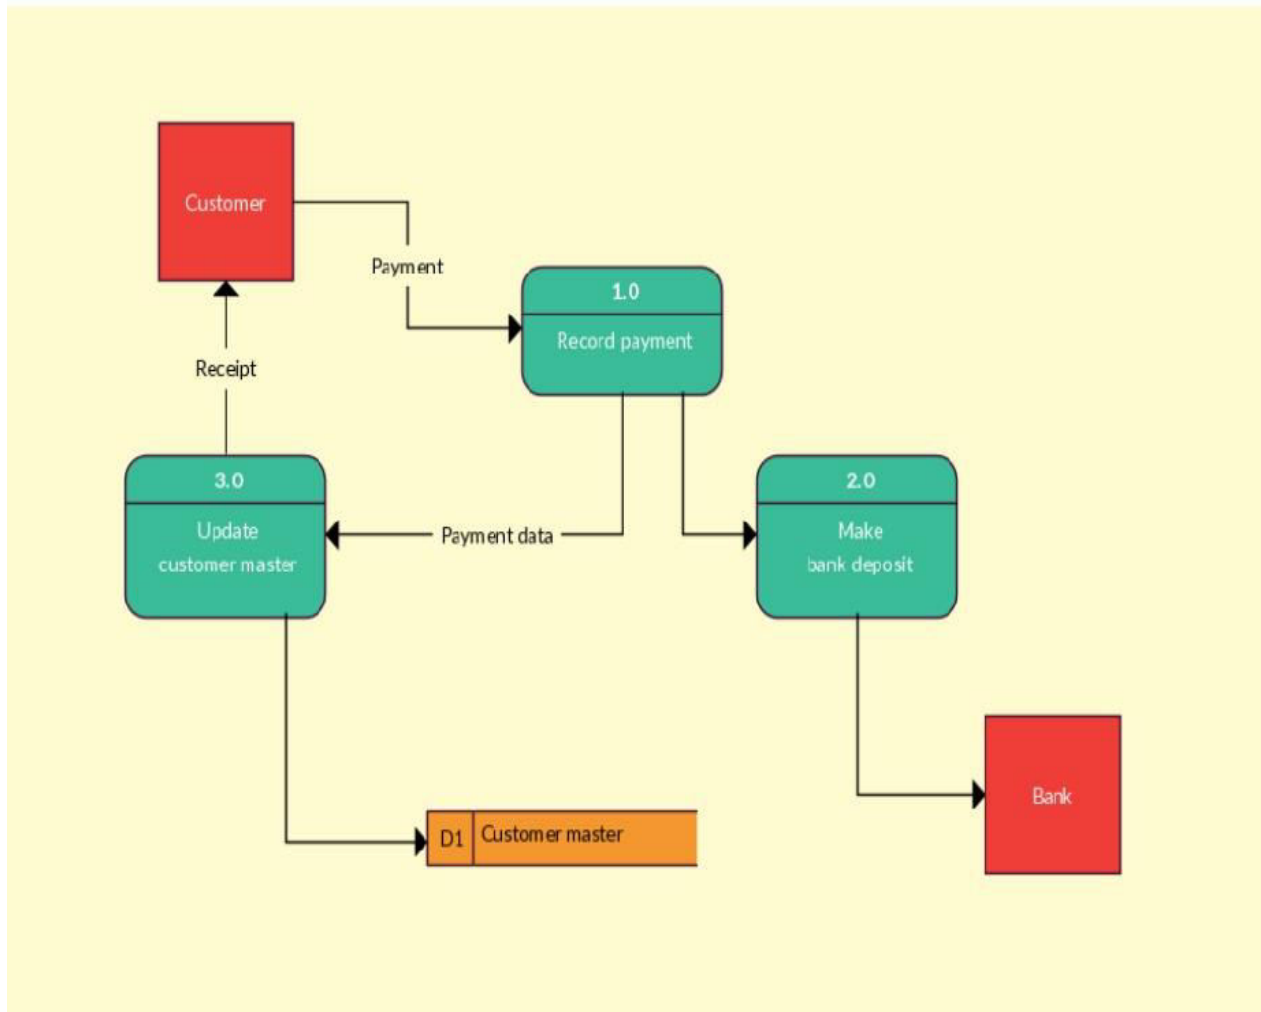 Customer
Payment
1.0
Record payment
Receipt
3.0
Update
customer master
Payment data
2.0
Make
bank deposit
Bank
D1
Customer master